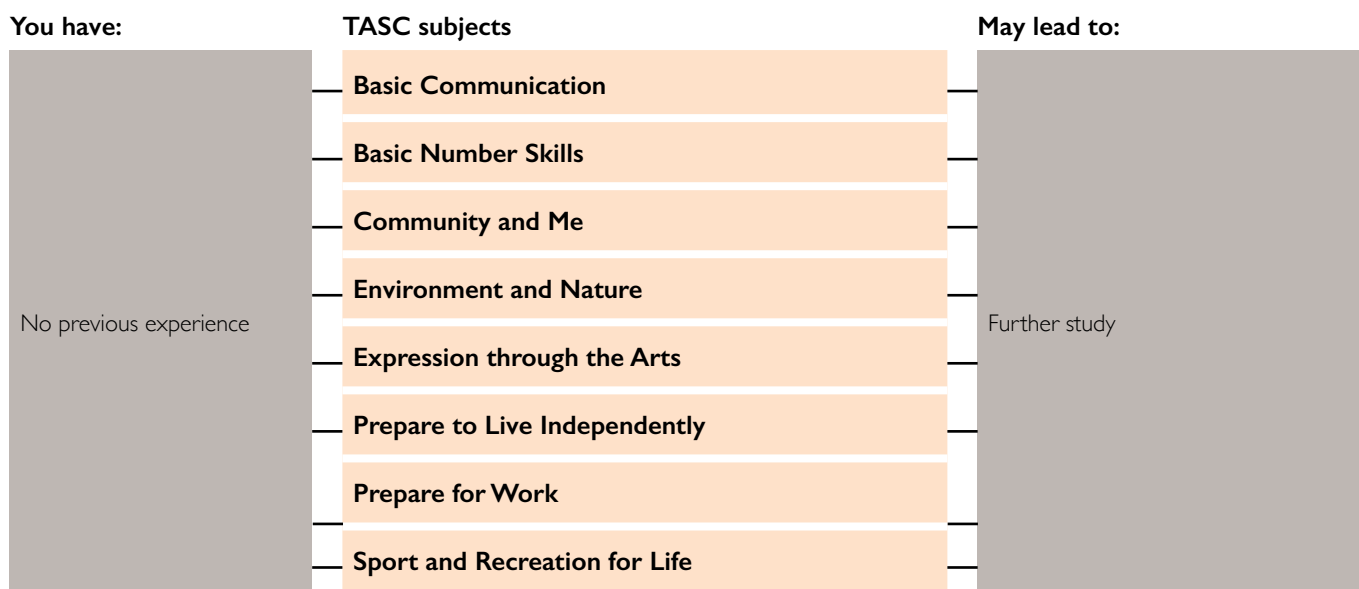 You have:
TASC subjects
May lead to:
No previous experience
Basic Communication
Basic Number Skills
Community and Me
Environment and Nature
Expression through the Arts
Prepare to Live Independently
Prepare for Work
Sport and Recreation for Life
Further study